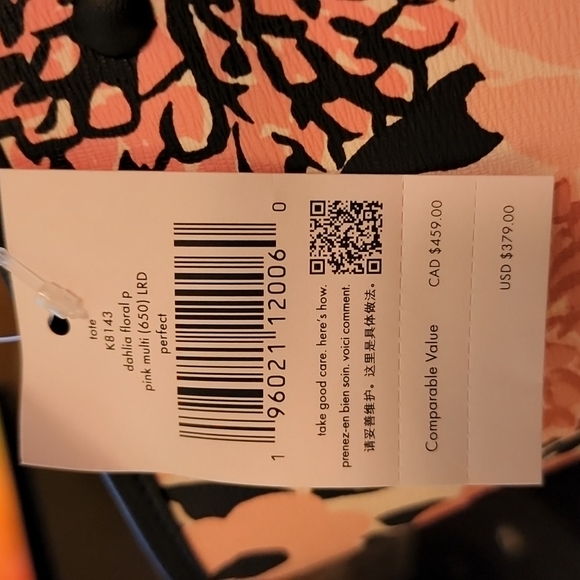 tote
K8143
dahlia floral p
pink multi (650) LRD
perfect
1 96021 12006 0
take good care. here's how.
prenez-en bien soin. voici comment.
请妥善维护。这里是具体做法。
Comparable Value CAD $459.00
USD $379.00